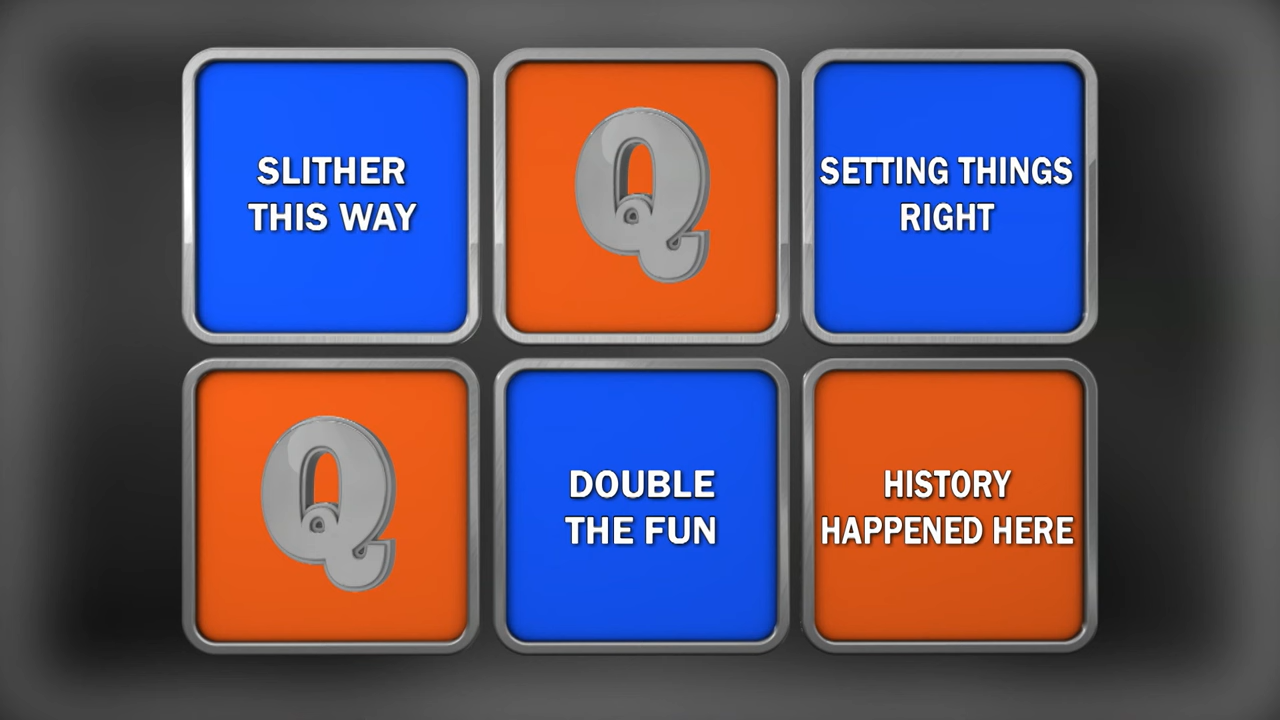 SLITHER
THIS WAY
Q
SETTING THINGS
RIGHT
Q
DOUBLE
THE FUN
HISTORY
HAPPENED HERE